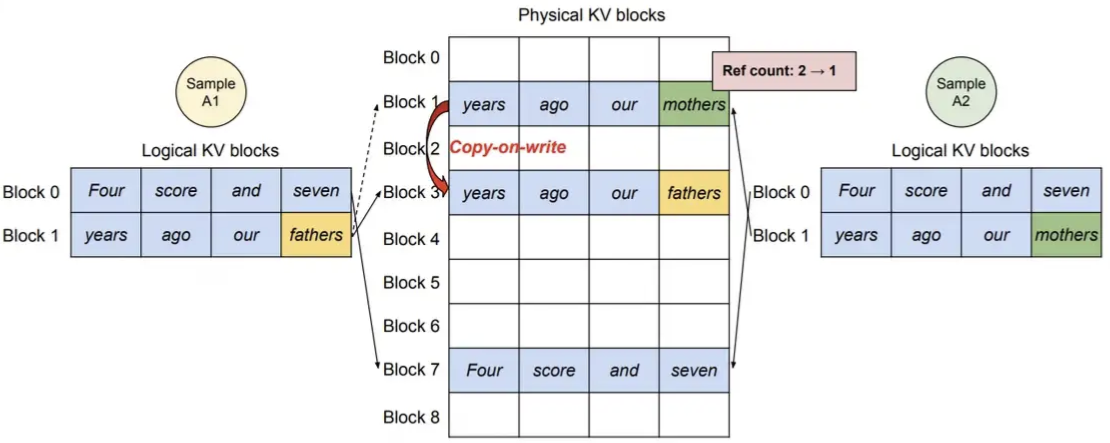 Physical KV blocks
Sample A1
Logical KV blocks
Block 0 Four score and seven
Block 1 years ago our fathers
Block 0
Block 1 years ago our mothers
Ref count: 2 → 1
Block 2 Copy-on-write
Block 3 years ago our fathers
Block 4
Block 5
Block 6
Block 7 Four score and seven
Block 8
Sample A2
Logical KV blocks
Block 0 Four score and seven
Block 1 years ago our mothers